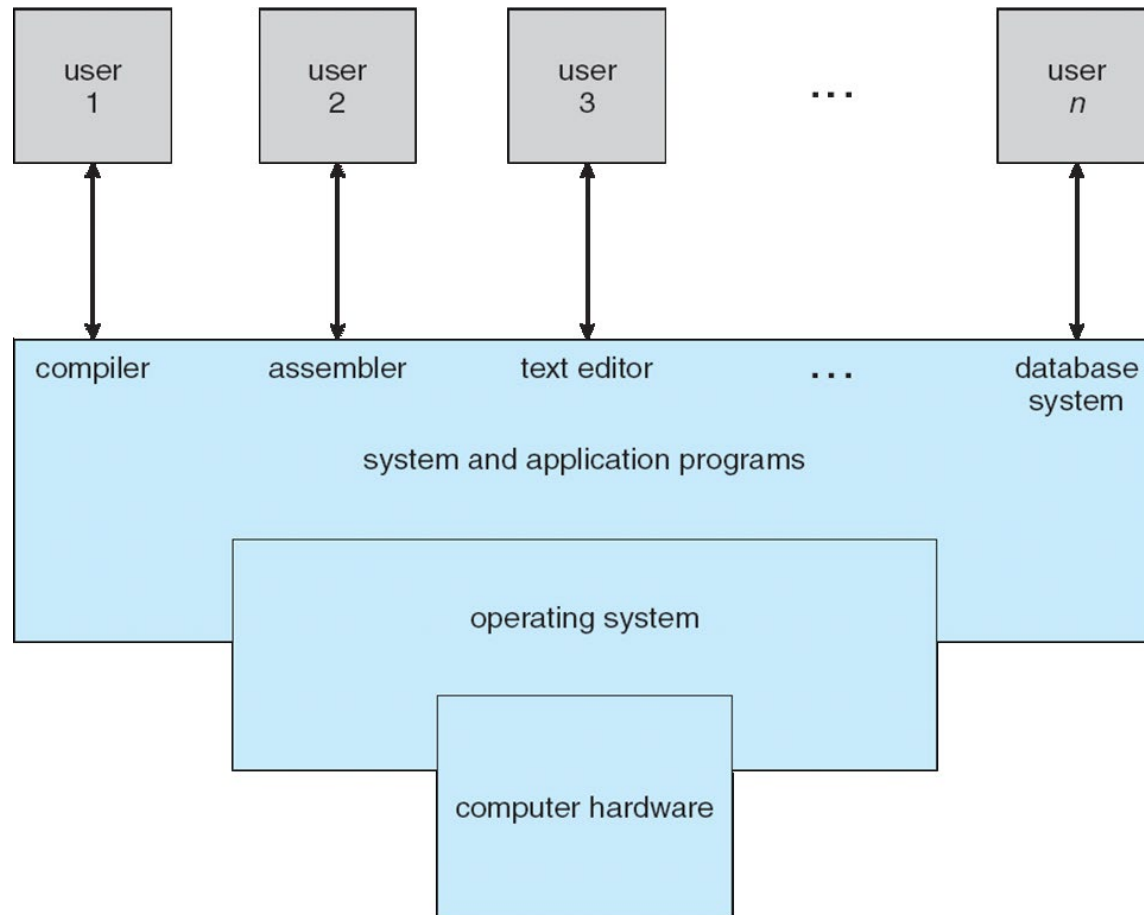 user
1
user
2
user
3
...
user
n
compiler
assembler
text editor
...
database
system
system and application programs
operating system
computer hardware